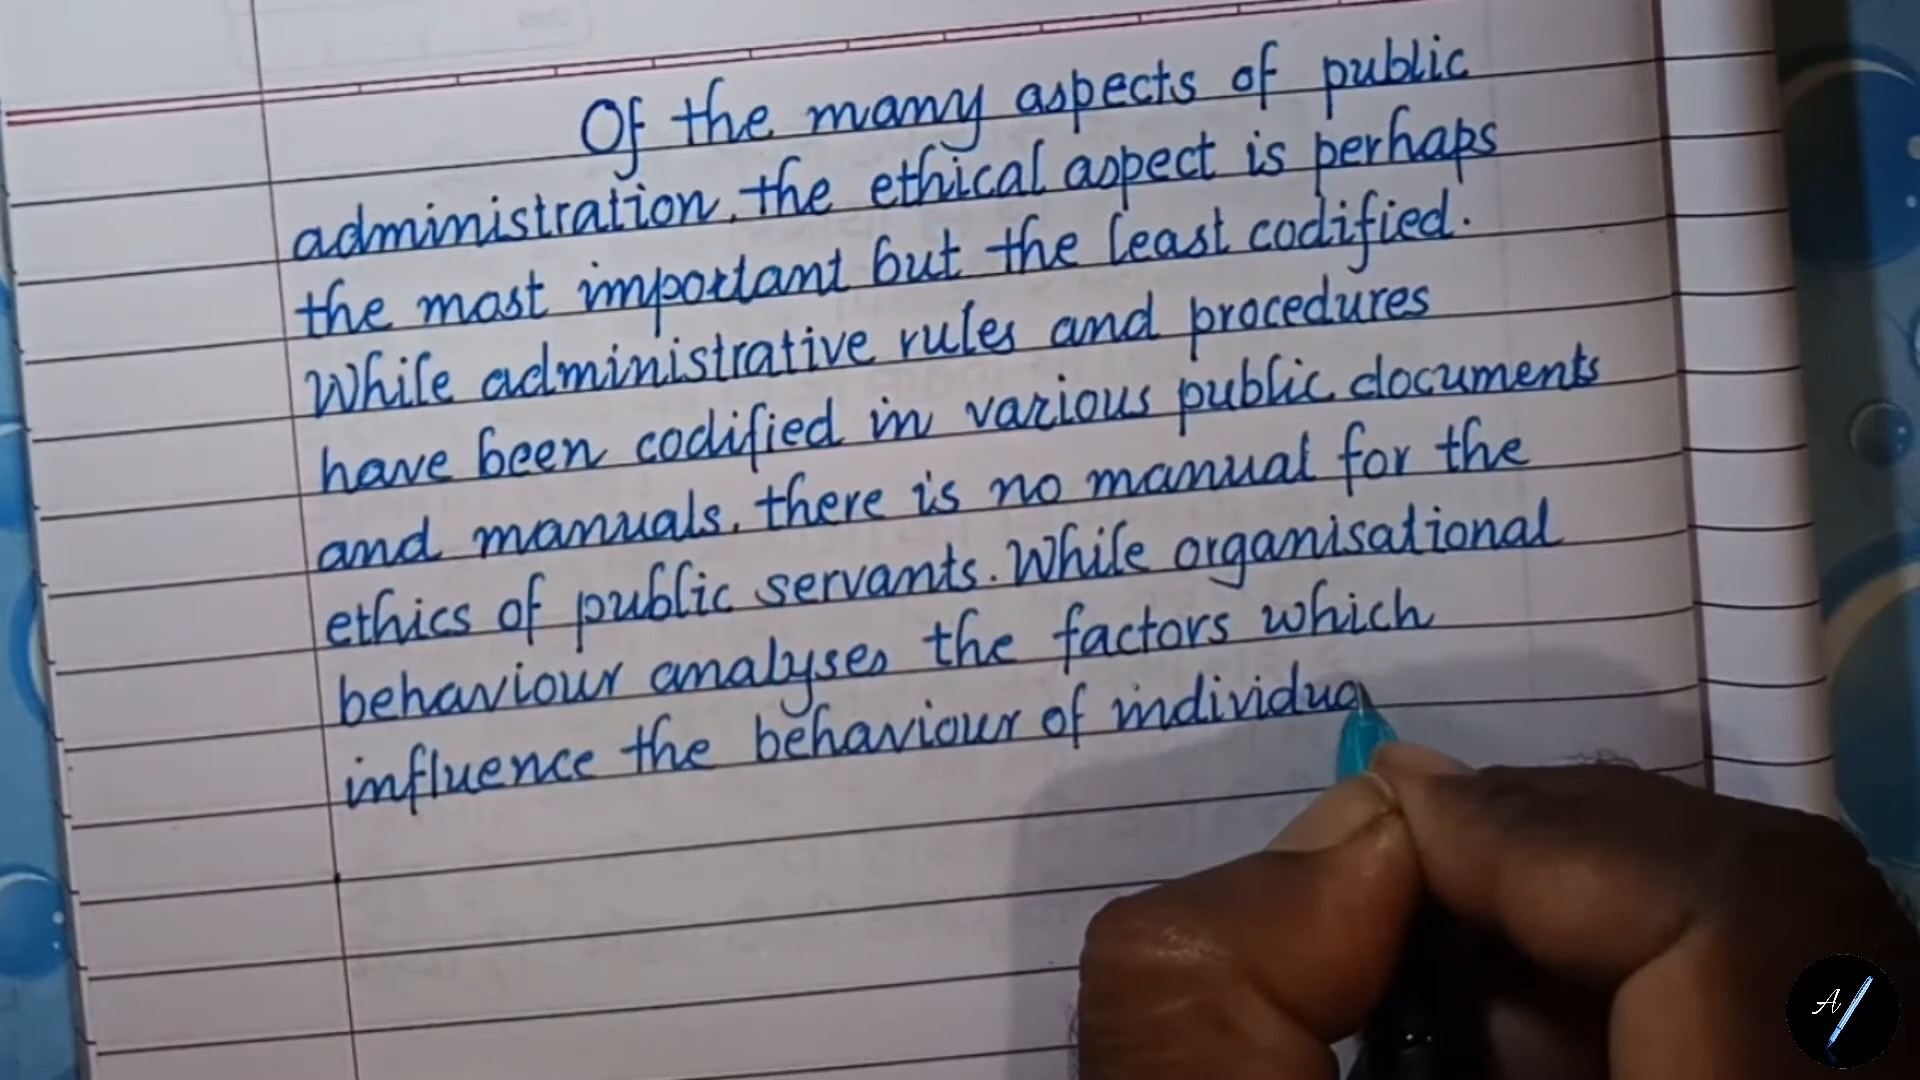 Of the many aspects of public
administration, the ethical aspect is perhaps
the most important but the least codified.
While administrative rules and procedures
have been codified in various public documents
and manuals, there is no manual for the
ethics of public servants. While organisational
behaviour analyses the factors which
influence the behaviour of individua
A